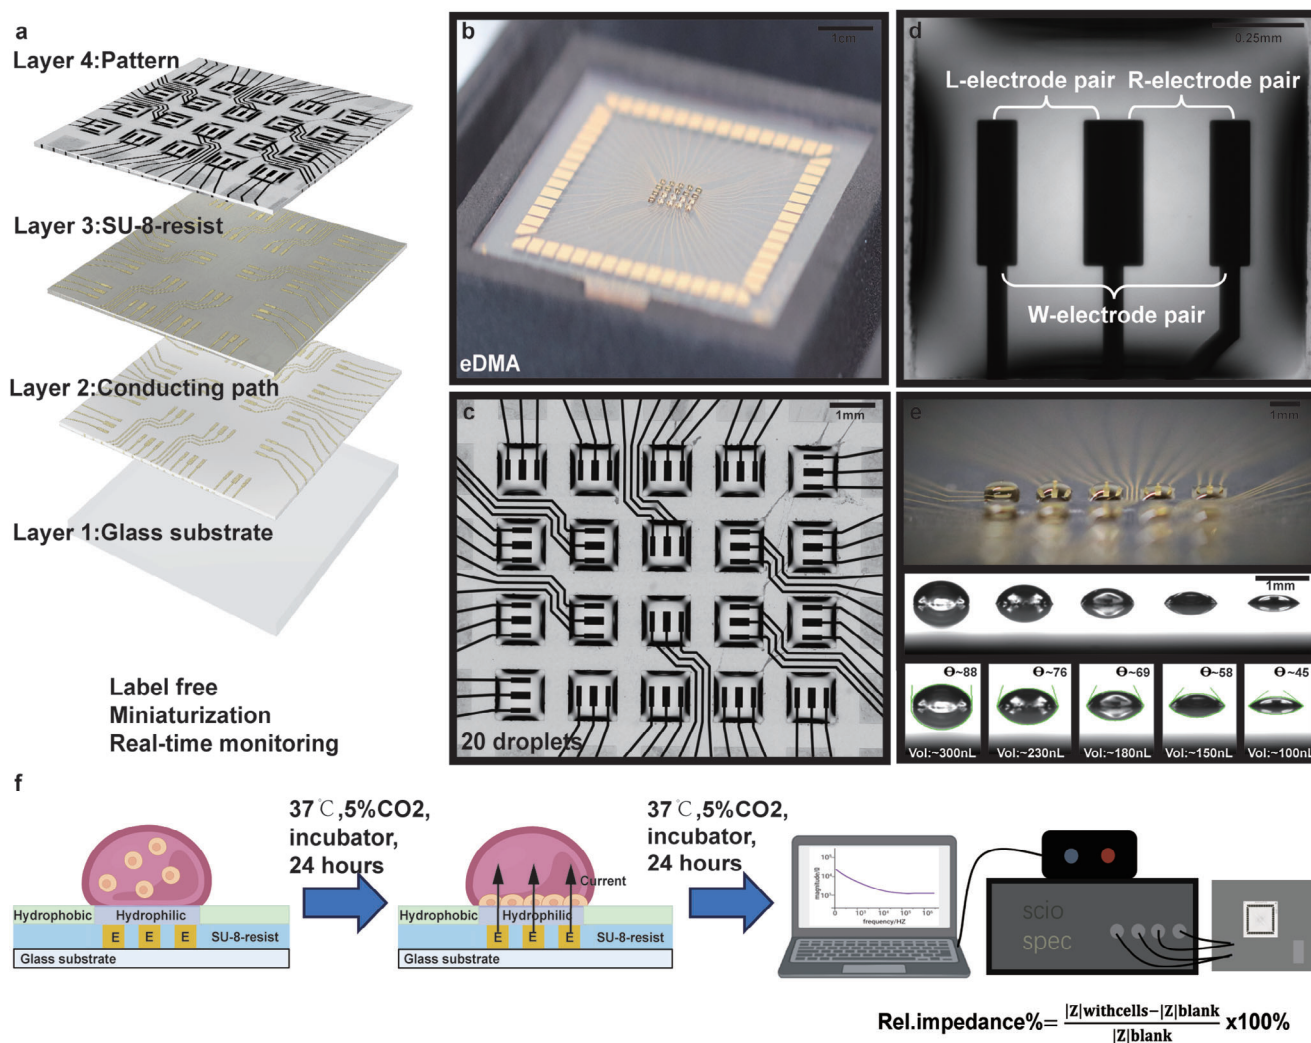 a
Layer 4:Pattern
Layer 3:SU-8-resist
Layer 2:Conducting path
Layer 1:Glass substrate
Label free
Miniaturization
Real-time monitoring
b
1cm
eDMA
c
1mm
20 droplets
d
0.25mm
L-electrode pair
R-electrode pair
W-electrode pair
e
1mm
1mm
Θ~88
Θ~76
Θ~69
Θ~58
Θ~45
Vol:~300nL
Vol:~230nL
Vol:~180nL
Vol:~150nL
Vol:~100nL
f
Hydrophobic
Hydrophilic
E
E
E
SU-8-resist
Glass substrate
37℃,5%CO2,
incubator,
24 hours
Current
Hydrophobic
Hydrophilic
E
E
E
SU-8-resist
Glass substrate
37℃,5%CO2,
incubator,
24 hours
frequency/HZ
scio
spec
Rel.impedance%= |Z|withcells−|Z|blank
|Z|blank
x100%